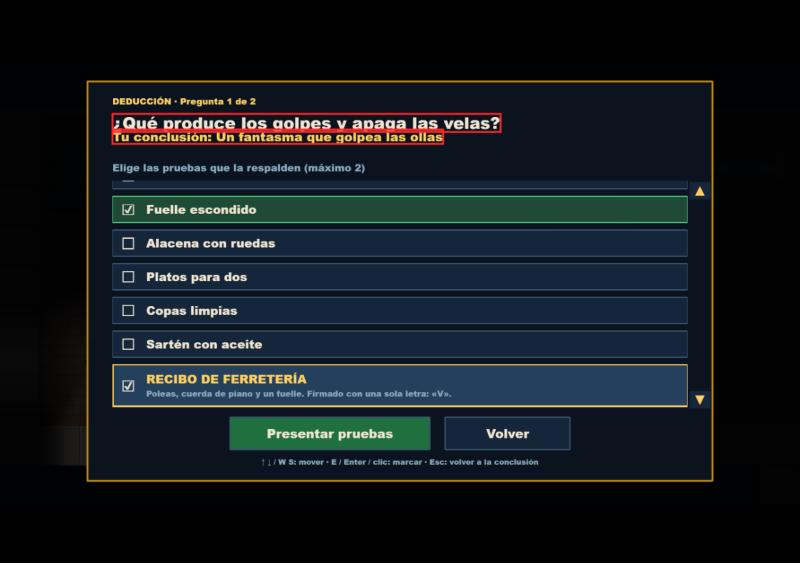 DEDUCCIÓN · Pregunta 1 de 2
¿Qué produce los golpes y apaga las velas?
Tu conclusión: Un fantasma que golpea las ollas
Elige las pruebas que la respalden (máximo 2)
Fuelle escondido
Alacena con ruedas
Platos para dos
Copas limpias
Sartén con aceite
RECIBO DE FERRETERÍA
Poleas, cuerda de piano y un fuelle. Firmado con una sola letra: «V».
Presentar pruebas
Volver
↑ ↓ / W S: mover · E / Enter / clic: marcar · Esc: volver a la conclusión